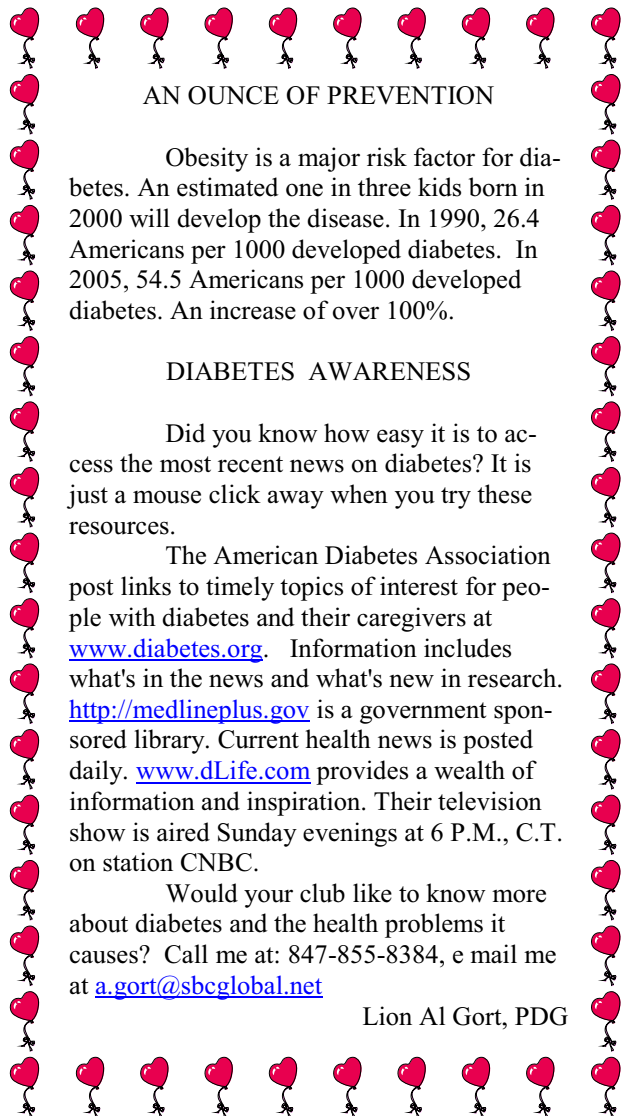 AN OUNCE OF PREVENTION
Obesity is a major risk factor for dia-
betes. An estimated one in three kids born in
2000 will develop the disease. In 1990, 26.4
Americans per 1000 developed diabetes.  In
2005, 54.5 Americans per 1000 developed
diabetes. An increase of over 100%.
DIABETES  AWARENESS
Did you know how easy it is to ac-
cess the most recent news on diabetes? It is
just a mouse click away when you try these
resources.
The American Diabetes Association
post links to timely topics of interest for peo-
ple with diabetes and their caregivers at
www.diabetes.org.   Information includes
what's in the news and what's new in research.
http://medlineplus.gov is a government spon-
sored library. Current health news is posted
daily. www.dLife.com provides a wealth of
information and inspiration. Their television
show is aired Sunday evenings at 6 P.M., C.T.
on station CNBC.
Would your club like to know more
about diabetes and the health problems it
causes?  Call me at: 847-855-8384, e mail me
at a.gort@sbcglobal.net
Lion Al Gort, PDG